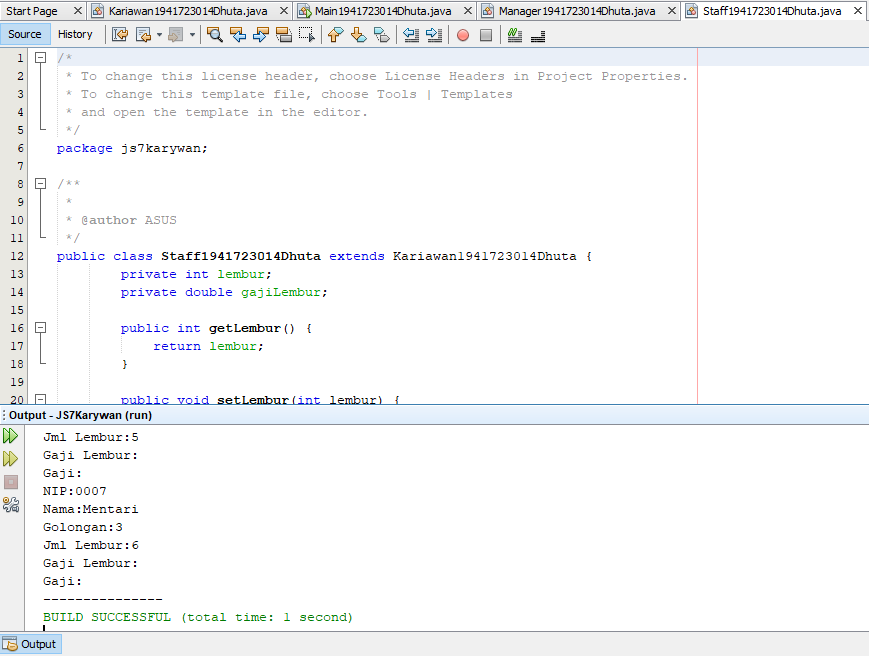 Start Page Kariawan1941723014Dhuta.java Main1941723014Dhuta.java Manager1941723014Dhuta.java Staff1941723014Dhuta.java
Source History
1 /*
2 * To change this license header, choose License Headers in Project Properties.
3 * To change this template file, choose Tools | Templates
4 * and open the template in the editor.
5 */
6 package js7karywan;
7
8 /**
9 *
10 * @author ASUS
11 */
12 public class Staff1941723014Dhuta extends Kariawan1941723014Dhuta {
13 private int lembur;
14 private double gajiLembur;
15
16 public int getLembur() {
17 return lembur;
18 }
19
20 public void setLembur(int lembur) {
Output - JS7Karywan (run)
Jml Lembur:5
Gaji Lembur:
Gaji:
NIP:0007
Nama:Mentari
Golongan:3
Jml Lembur:6
Gaji Lembur:
Gaji:
---------------
BUILD SUCCESSFUL (total time: 1 second)
Output